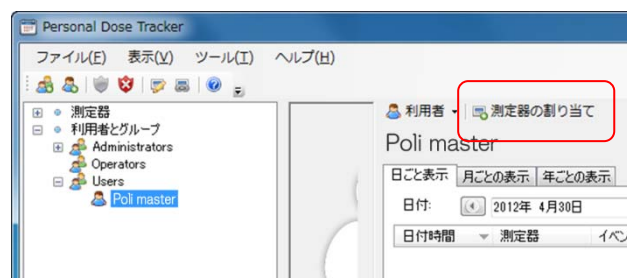 Personal Dose Tracker
ファイル(F) 表示(V) ツール(T) ヘルプ(H)
測定器
利用者とグループ
Administrators
Operators
Users
Poli master
利用者 測定器の割り当て
Poli master
日ごと表示 月ごとの表示 年ごとの表示
日付: 2012年 4月30日
日付時間 測定器 イベン